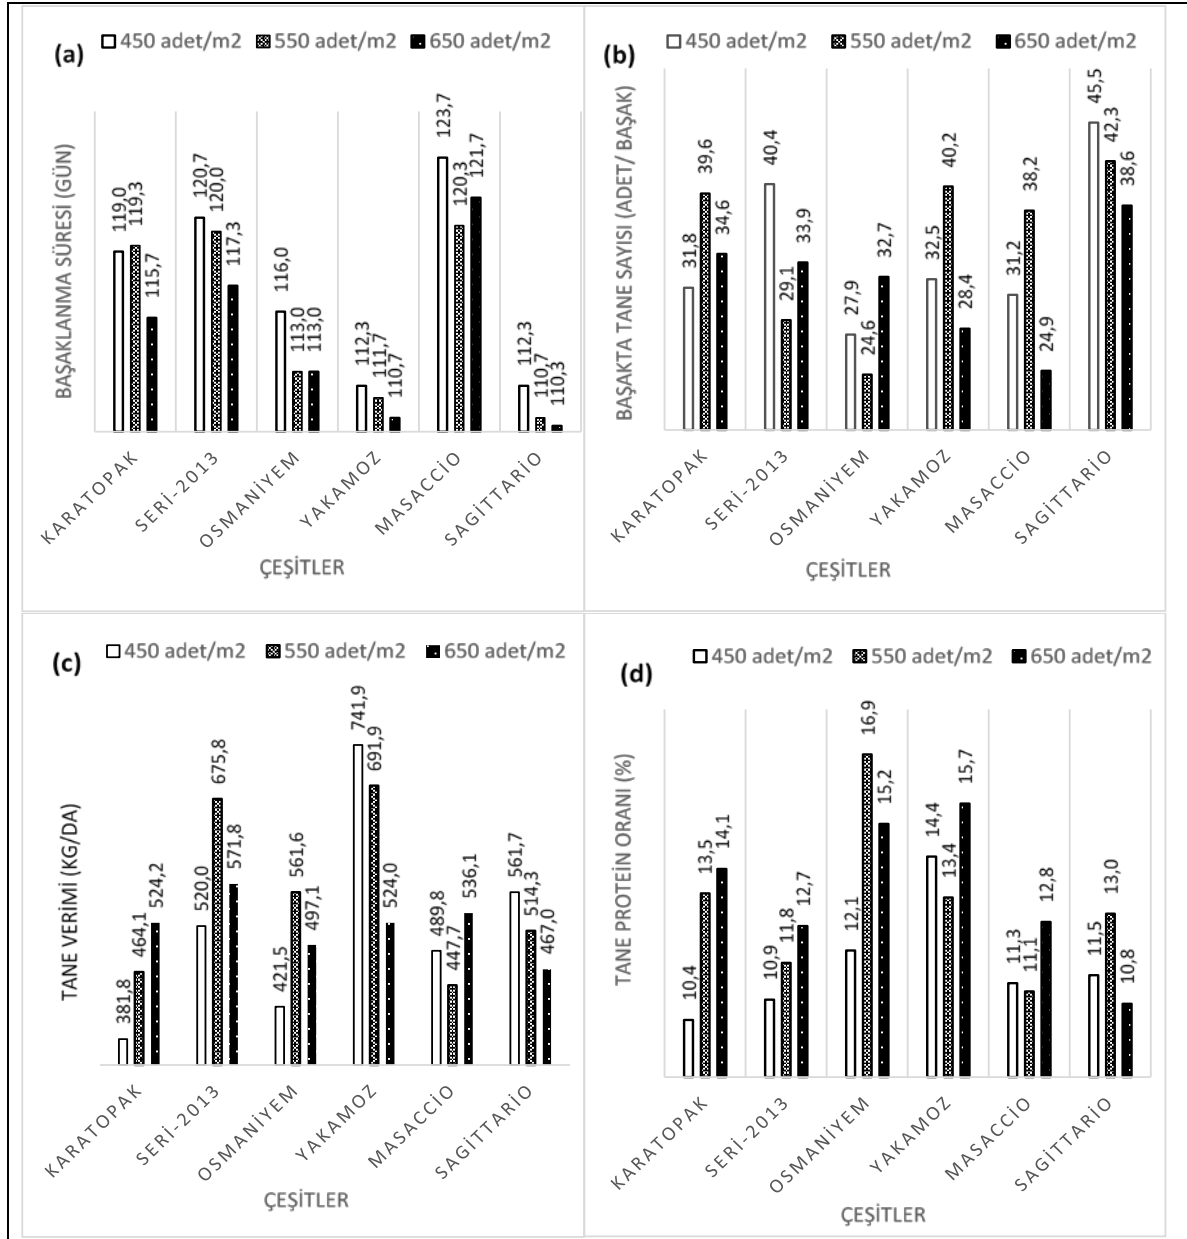 (a)
450 adet/m2 550 adet/m2 650 adet/m2
BAŞAKLANMA SÜRESİ (GÜN)
119,0 119,3 115,7
120,7 120,0 117,3
116,0 113,0 113,0
112,3 111,7 110,7
123,7 120,3 121,7
112,3 110,7 110,3
KARATOPAK
SERİ-2013
OSMANİYEM
YAKAMOZ
MASACCİO
SAGİTTARİO
ÇEŞİTLER
(b)
450 adet/m2 550 adet/m2 650 adet/m2
BAŞAKTA TANE SAYISI (ADET/ BAŞAK)
31,8 39,6 34,6
40,4 29,1 33,9
27,9 24,6 32,7
32,5 40,2 28,4
31,2 38,2 24,9
45,5 42,3 38,6
KARATOPAK
SERİ-2013
OSMANİYEM
YAKAMOZ
MASACCİO
SAGİTTARİO
ÇEŞİTLER
(c)
450 adet/m2 550 adet/m2 650 adet/m2
TANE VERİMİ (KG/DA)
381,8 464,1 524,2
520,0 675,8 571,8
421,5 561,6 497,1
741,9 691,9 524,0
489,8 447,7 536,1
561,7 514,3 467,0
KARATOPAK
SERİ-2013
OSMANİYEM
YAKAMOZ
MASACCİO
SAGİTTARİO
ÇEŞİTLER
(d)
450 adet/m2 550 adet/m2 650 adet/m2
TANE PROTEİN ORANI (%)
10,4 13,5 14,1
10,9 11,8 12,7
12,1 16,9 15,2
14,4 13,4 15,7
11,3 11,1 12,8
11,5 13,0 10,8
KARATOPAK
SERİ-2013
OSMANİYEM
YAKAMOZ
MASACCİO
SAGİTTARİO
ÇEŞİTLER